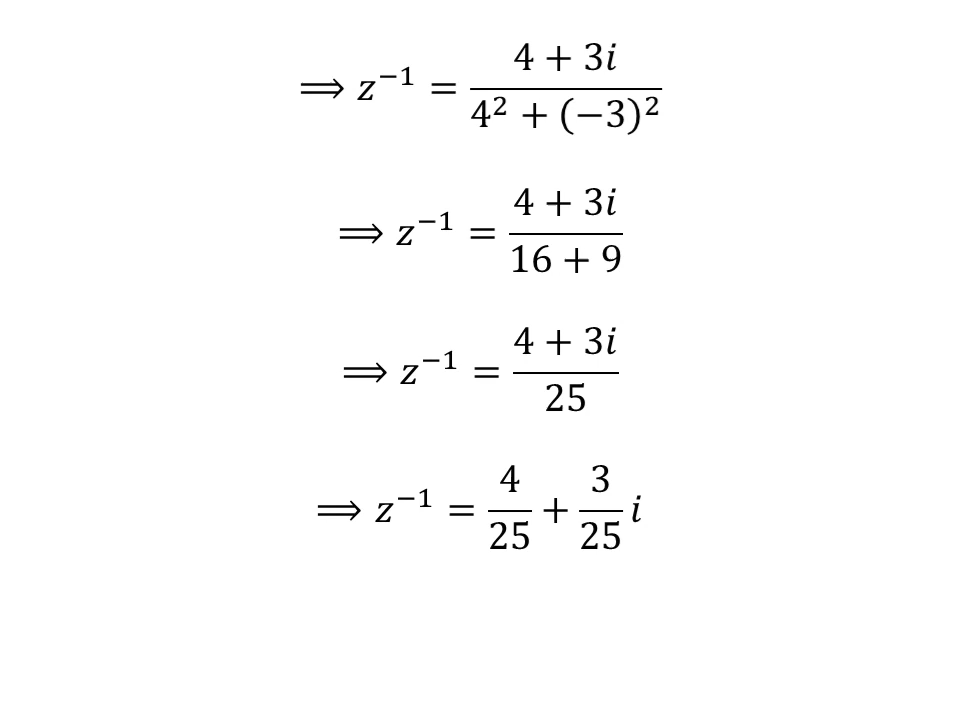 ⟹ z⁻¹ = (4 + 3i) / (4² + (−3)²)
⟹ z⁻¹ = (4 + 3i) / (16 + 9)
⟹ z⁻¹ = (4 + 3i) / 25
⟹ z⁻¹ = 4/25 + 3/25 i